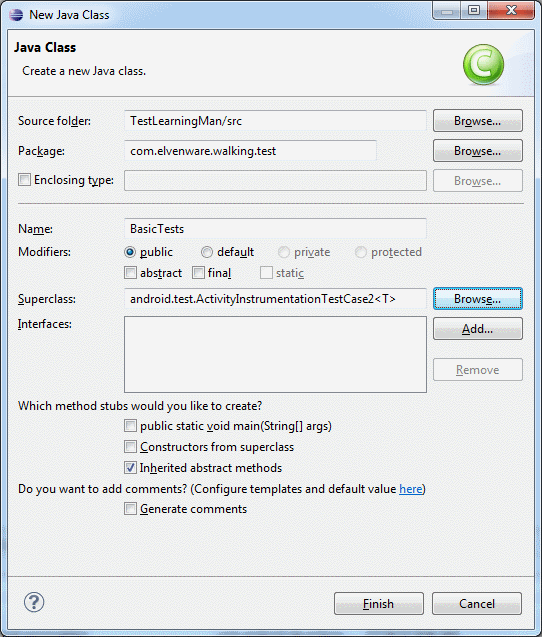 New Java Class
Java Class
Create a new Java class.
C
Source folder: TestLearningMan/src Browse...
Package: com.elvenware.walking.test Browse...
Enclosing type: Browse...
Name: BasicTests
Modifiers: public default private protected
abstract final static
Superclass: android.test.ActivityInstrumentationTestCase2<T> Browse...
Interfaces: Add...
Remove
Which method stubs would you like to create?
public static void main(String[] args)
Constructors from superclass
Inherited abstract methods
Do you want to add comments? (Configure templates and default value here)
Generate comments
? Finish Cancel